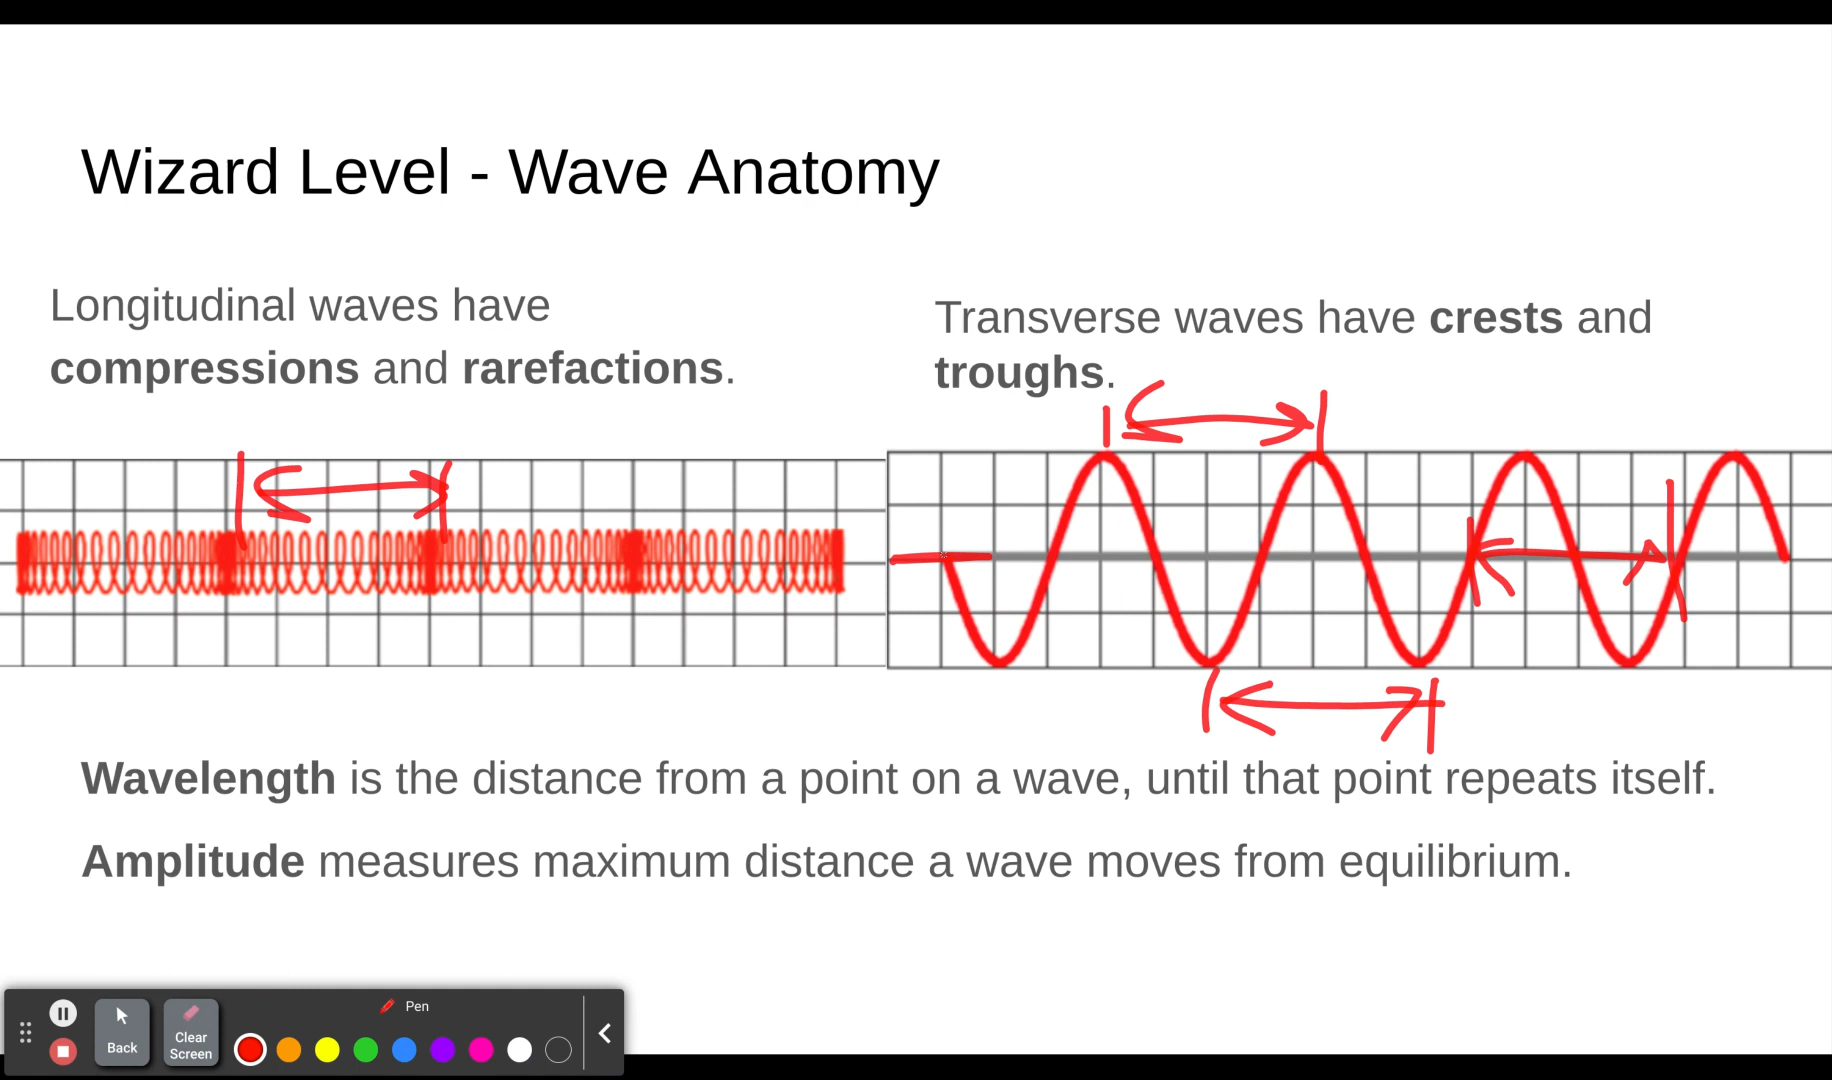 Wizard Level - Wave Anatomy
Longitudinal waves have
compressions and rarefactions.
Transverse waves have crests and
troughs.
Wavelength is the distance from a point on a wave, until that point repeats itself.
Amplitude measures maximum distance a wave moves from equilibrium.
Pen
Back
Clear
Screen